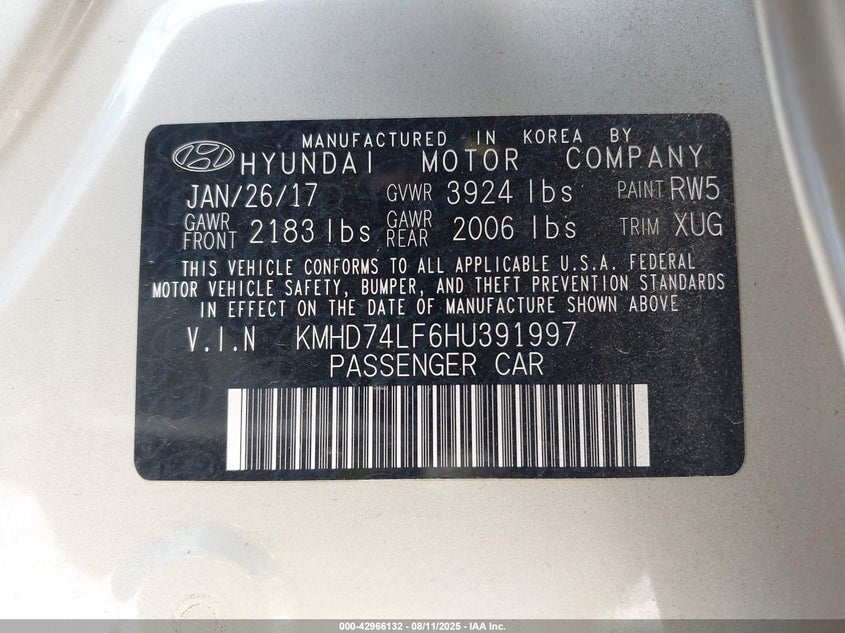 MANUFACTURED IN KOREA BY
HYUNDAI MOTOR COMPANY
JAN/26/17 GVWR 3924 lbs PAINT RW5
GAWR FRONT 2183 lbs GAWR REAR 2006 lbs TRIM XUG
THIS VEHICLE CONFORMS TO ALL APPLICABLE U.S.A. FEDERAL
MOTOR VEHICLE SAFETY, BUMPER, AND THEFT PREVENTION STANDARDS
IN EFFECT ON THE DATE OF MANUFACTURE SHOWN ABOVE
V.I.N KMHD74LF6HU391997
PASSENGER CAR
000-42966132 - 08/11/2025 - IAA Inc.